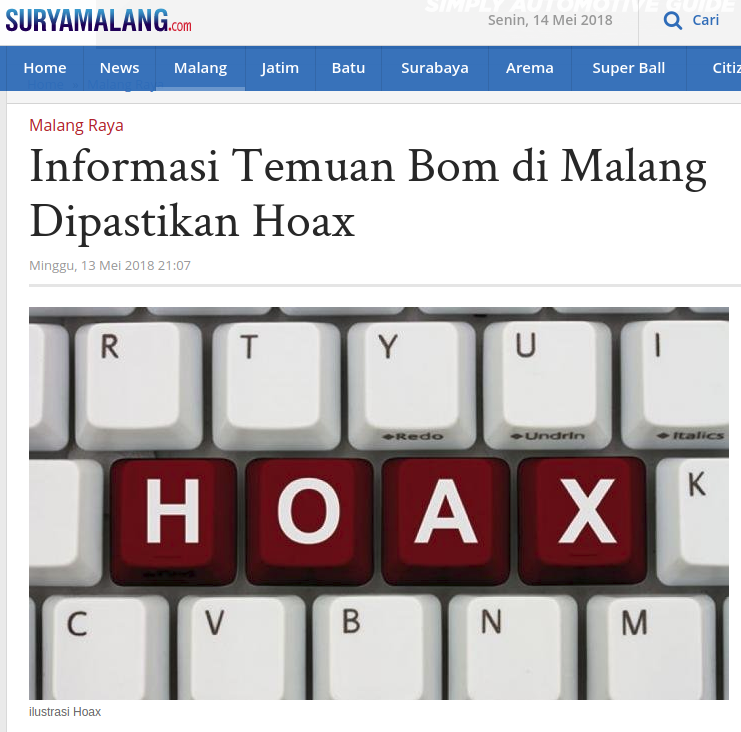 SIMPLY AUTOMOTIVE GUIDE
SURYAMALANG.com
Senin, 14 Mei 2018
Cari
Home News Malang Jatim Batu Surabaya Arema Super Ball Citiz
Malang Raya
Informasi Temuan Bom di Malang
Dipastikan Hoax
Minggu, 13 Mei 2018 21:07
R T Y U I
Redo Undrln Italics
H O A X K
C V B N M
ilustrasi Hoax